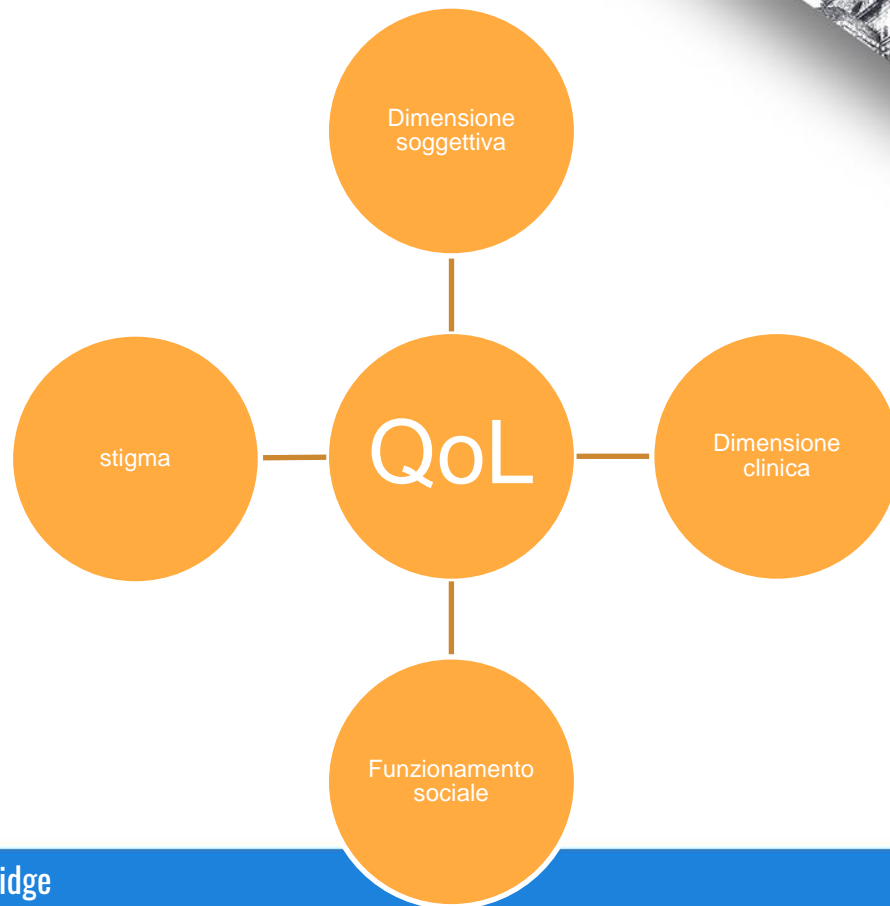 Dimensione
soggettiva
stigma
QoL
Dimensione
clinica
Funzionamento
sociale
idge